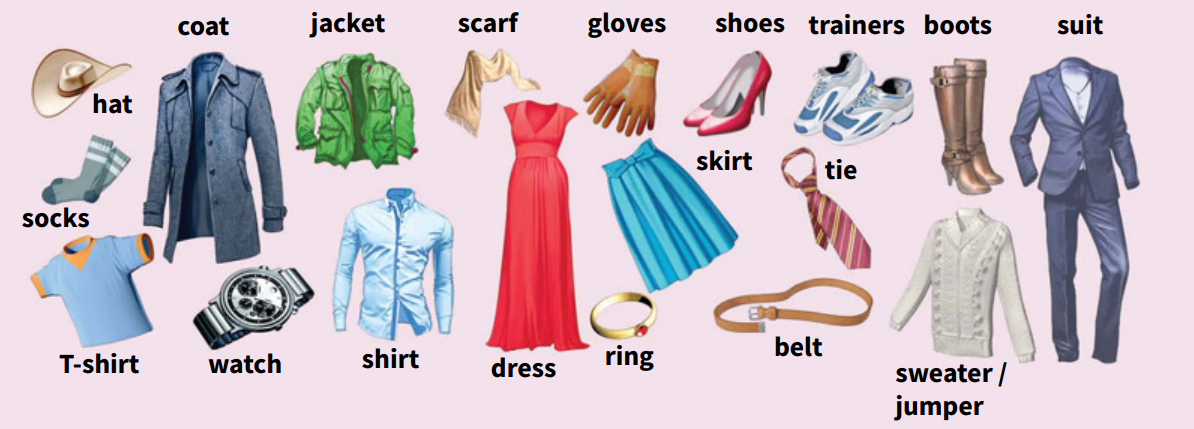 coat
jacket
scarf
gloves
shoes
trainers
boots
suit
hat
skirt
tie
socks
T-shirt
watch
shirt
dress
ring
belt
sweater /
jumper